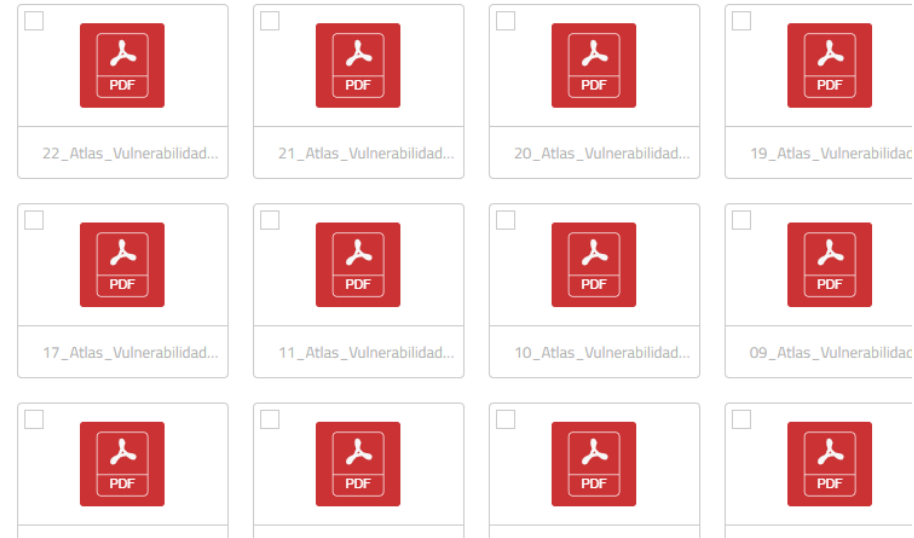 PDF PDF PDF PDF
22_Atlas_Vulnerabilidad... 21_Atlas_Vulnerabilidad... 20_Atlas_Vulnerabilidad... 19_Atlas_Vulnerabilidad
PDF PDF PDF PDF
17_Atlas_Vulnerabilidad... 11_Atlas_Vulnerabilidad... 10_Atlas_Vulnerabilidad... 09_Atlas_Vulnerabilidad
PDF PDF PDF PDF